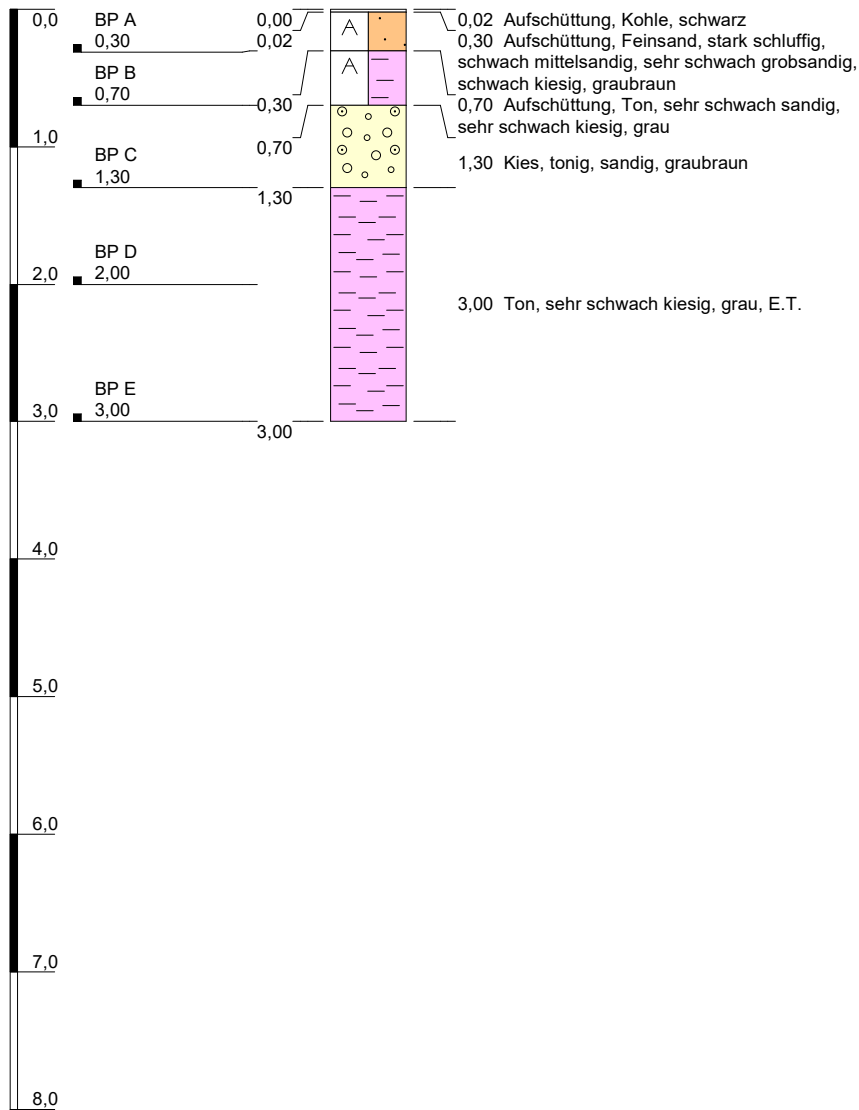 0,0
BP A
0,30
BP B
0,70
1,0
BP C
1,30
BP D
2,0
2,00
BP E
3,0
3,00
4,0
5,0
6,0
7,0
8,0
0,00
0,02
0,30
0,70
1,30
3,00
A
A
0,02 Aufschüttung, Kohle, schwarz
0,30 Aufschüttung, Feinsand, stark schluffig,
schwach mittelsandig, sehr schwach grobsandig,
schwach kiesig, graubraun
0,70 Aufschüttung, Ton, sehr schwach sandig,
sehr schwach kiesig, grau
1,30 Kies, tonig, sandig, graubraun
3,00 Ton, sehr schwach kiesig, grau, E.T.